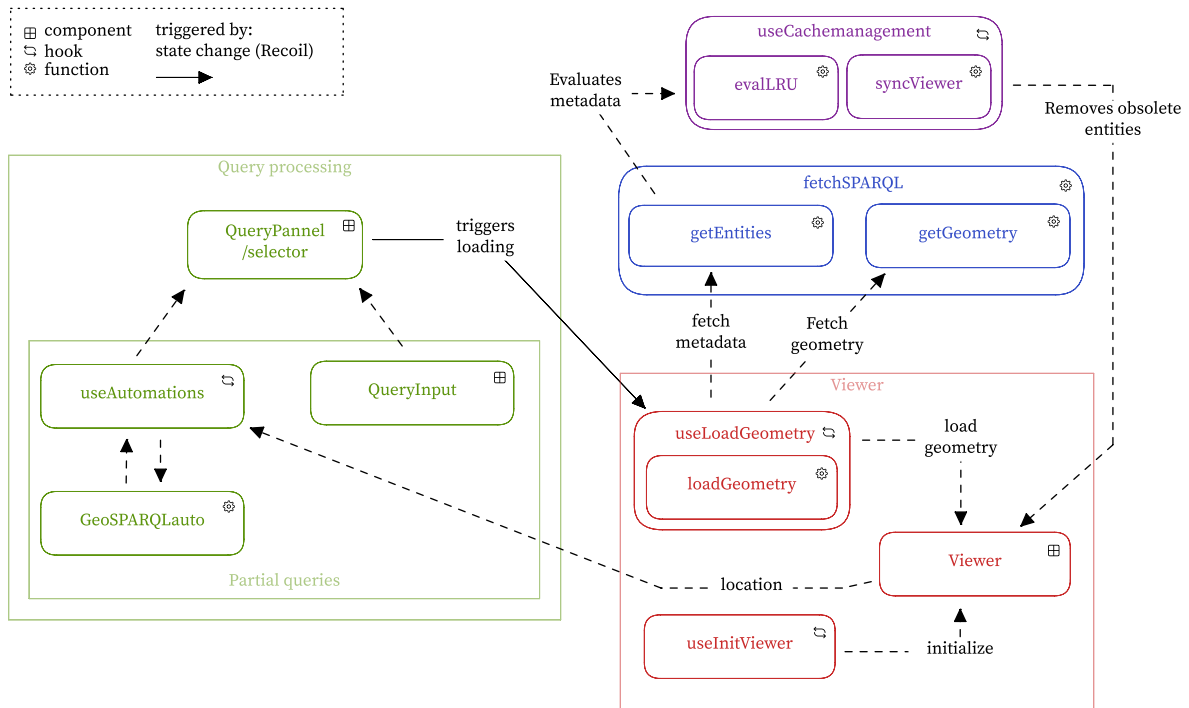 component
hook
function
triggered by:
state change (Recoil)
useCachemanagement
evalLRU
syncViewer
Evaluates
metadata
Removes obsolete
entities
Query processing
QueryPannel
/selector
triggers
loading
fetchSPARQL
getEntities
getGeometry
fetch
metadata
Fetch
geometry
useAutomations
QueryInput
GeoSPARQLauto
Partial queries
Viewer
useLoadGeometry
loadGeometry
load
geometry
Viewer
location
useInitViewer
initialize